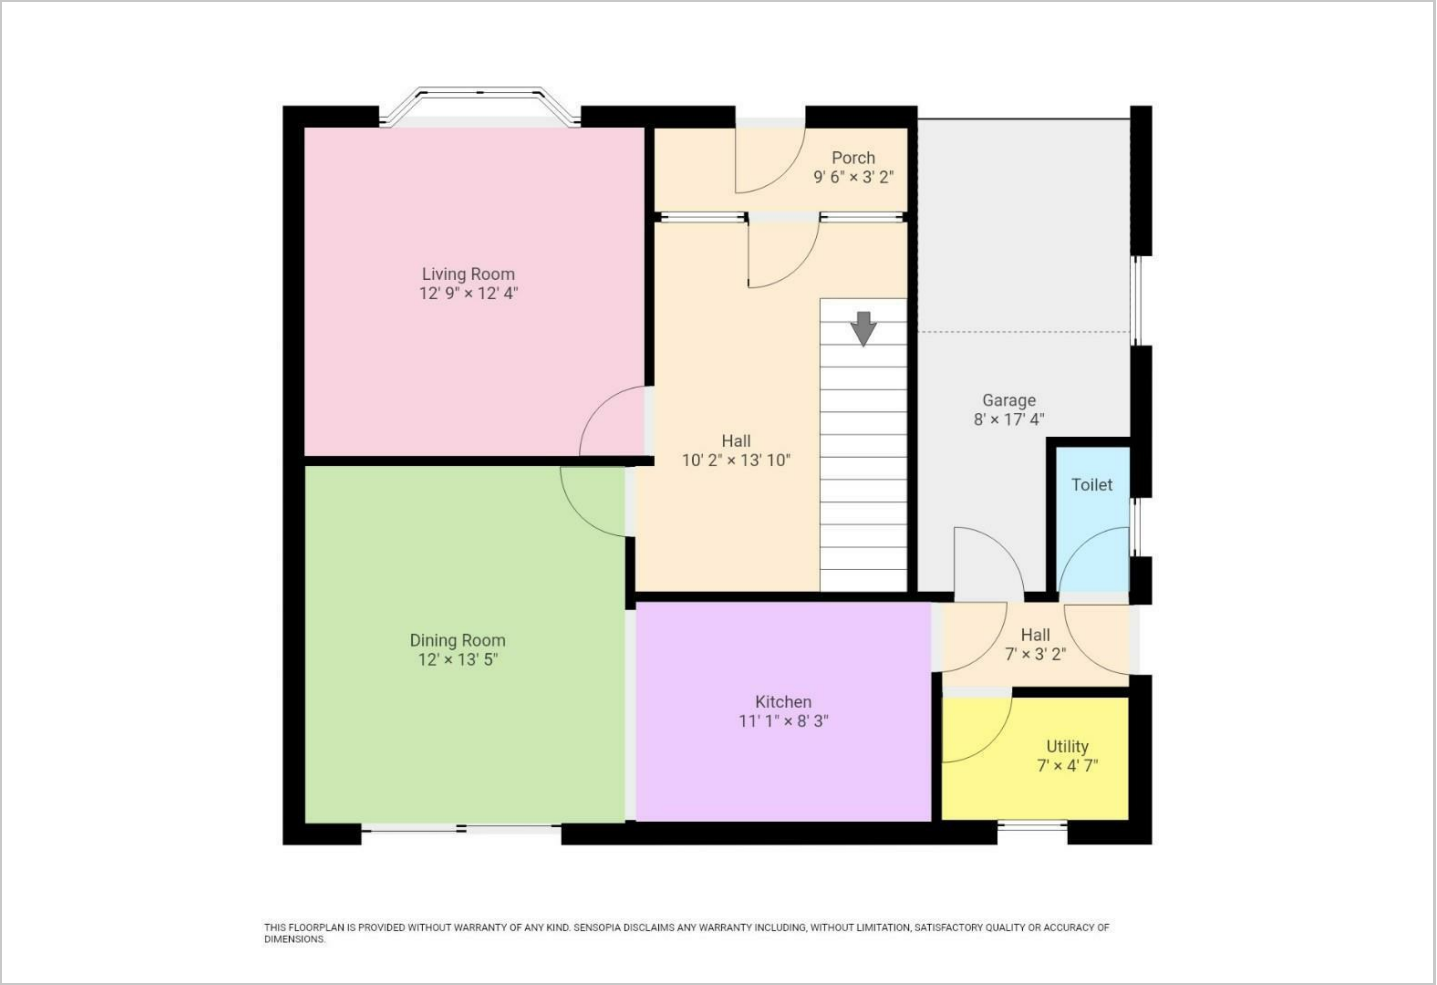 Porch
9' 6" × 3' 2"
Living Room
12' 9" × 12' 4"
Garage
8' × 17' 4"
Hall
10' 2" × 13' 10"
Toilet
Dining Room
12' × 13' 5"
Hall
7' × 3' 2"
Kitchen
11' 1" × 8' 3"
Utility
7' × 4' 7"
THIS FLOORPLAN IS PROVIDED WITHOUT WARRANTY OF ANY KIND. SENSOPIA DISCLAIMS ANY WARRANTY INCLUDING, WITHOUT LIMITATION, SATISFACTORY QUALITY OR ACCURACY OF
DIMENSIONS.